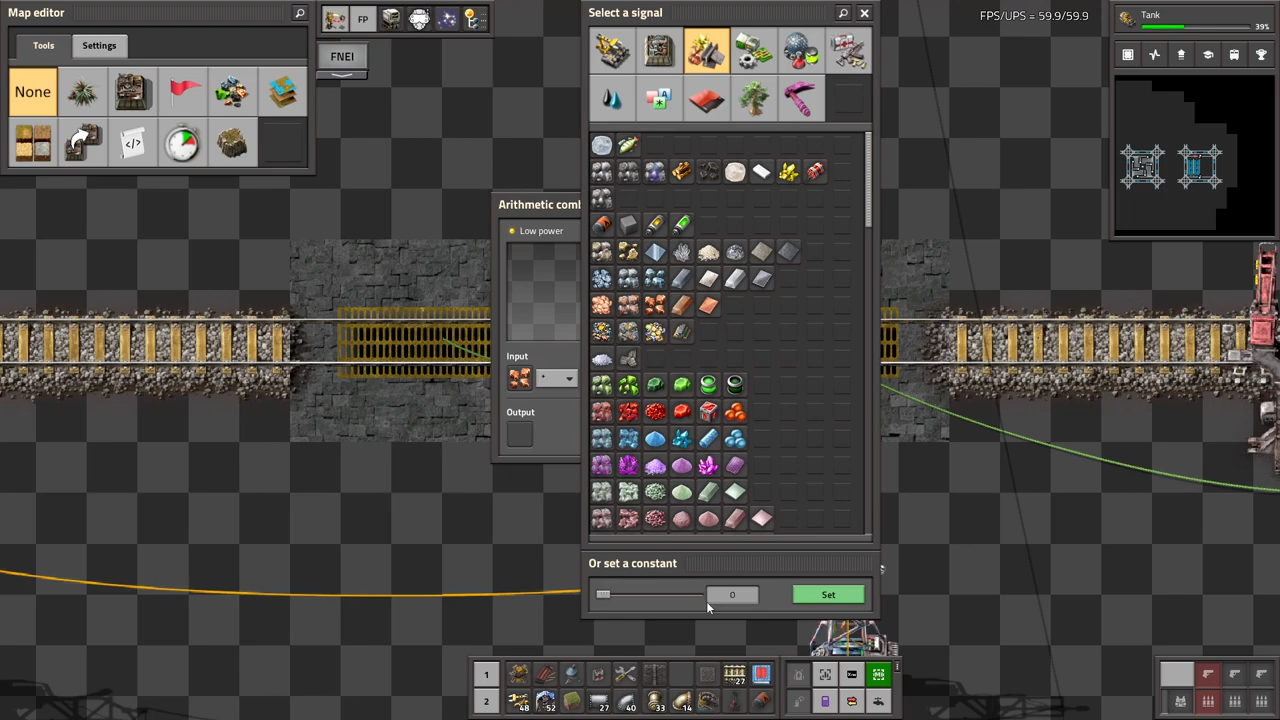 Map editor
Tools
Settings
None
</>
FP
FNEI
Select a signal
FPS/UPS = 59.9/59.9
Tank
39%
Arithmetic comb
Low power
Input
*
Output
Or set a constant
0
Set
1
27
2
48
52
27
40
33
14